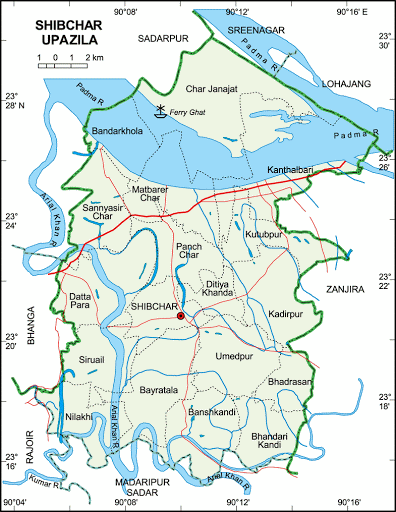 90°08'
90°12'
90°16' E
SHIBCHAR
UPAZILA
1 0 2 km
SADARPUR
SREENAGAR
Padma R
23°
30'
LOHAJANG
Char Janajat
Padma R
23°
28' N
Ferry Ghat
Bandarkhola
Padma R
23°
26'
Kanthalbari
Arial Khan R
Matbarer
Char
Sannyasir
Char
23°
24'
Kutubpur
Panch
Char
23°
22'
Ditiya
Khanda
ZANJIRA
Datta
Para
SHIBCHAR
Kadirpur
BHANGA
23°
20'
Siruail
Umedpur
Bhadrasan
Bayratala
23°
18'
Nilakhi
Arial Khan R
Banshkandi
Bhandari
Kandi
RAJOIR
23°
16'
Kumar R
MADARIPUR
SADAR
Arial Khan R
90°04'
90°08'
90°12'
90°16'